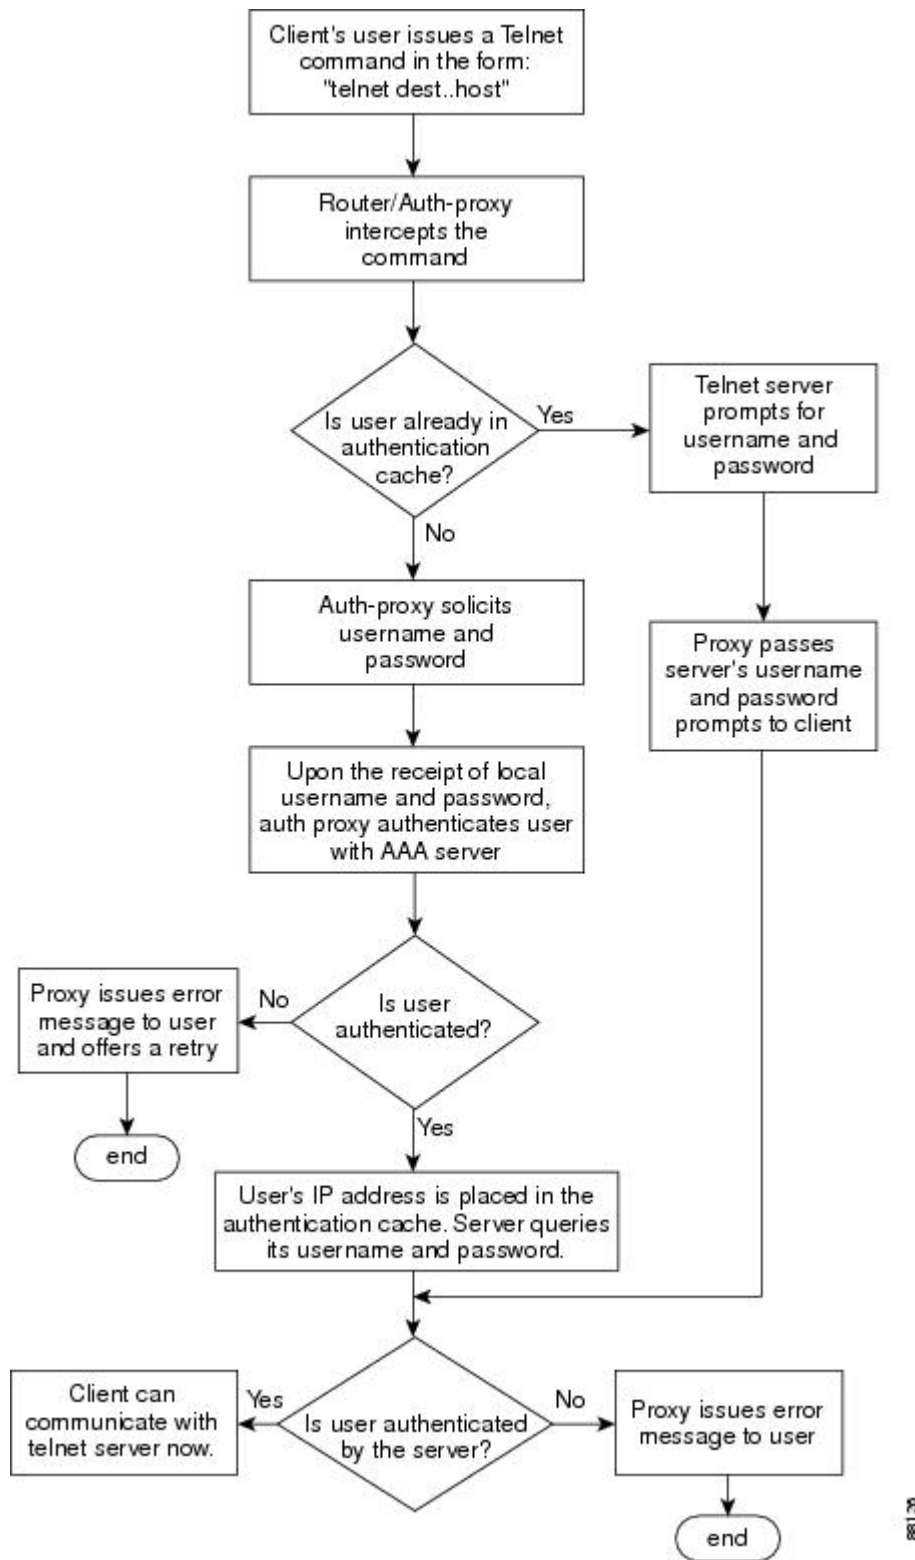 Client's user issues a Telnet
command in the form:
"telnet dest..host"
Router/Auth-proxy
intercepts the
command
Is user already in
authentication
cache?
Yes
Telnet server
prompts for
username and
password
No
Auth-proxy solicits
username and
password
Proxy passes
server's username
and password
prompts to client
Upon the receipt of local
username and password,
auth proxy authenticates user
with AAA server
Is user
authenticated?
No
Proxy issues error
message to user
and offers a retry
end
Yes
User's IP address is placed in the
authentication cache. Server queries
its username and password.
Is user authenticated
by the server?
Yes
Client can
communicate with
telnet server now.
No
Proxy issues error
message to user
end
88126